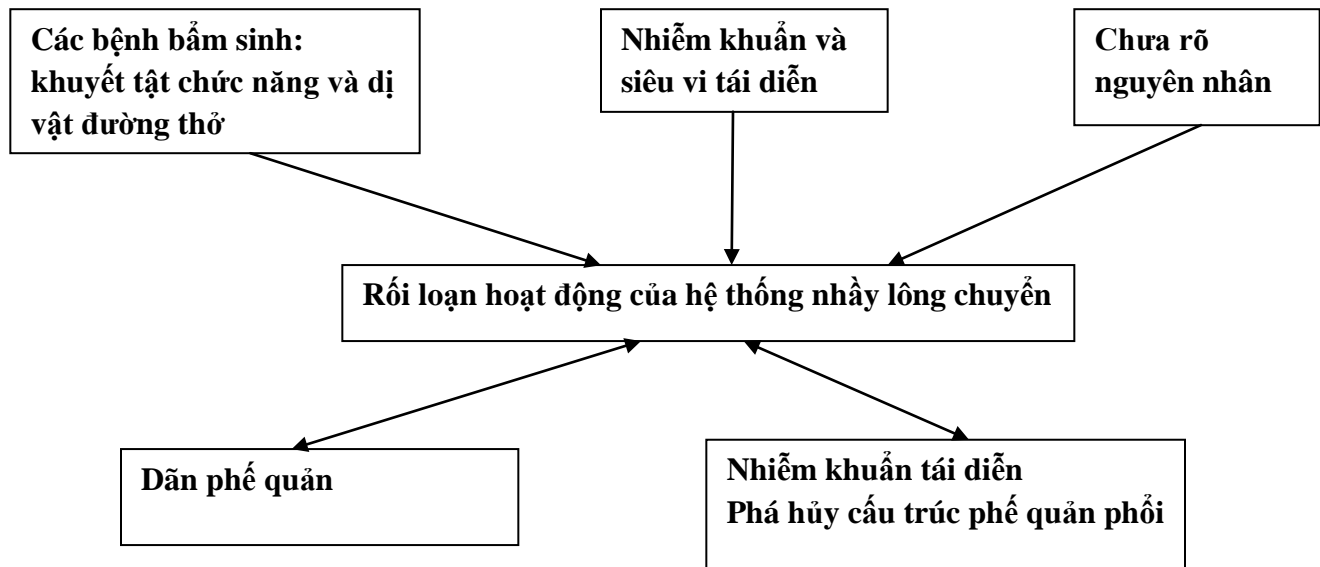 Các bệnh bẩm sinh:
khuyết tật chức năng và dị
vật đường thở
Nhiễm khuẩn và
siêu vi tái diễn
Chưa rõ
nguyên nhân
Rối loạn hoạt động của hệ thống nhầy lông chuyển
Dãn phế quản
Nhiễm khuẩn tái diễn
Phá hủy cấu trúc phế quản phổi